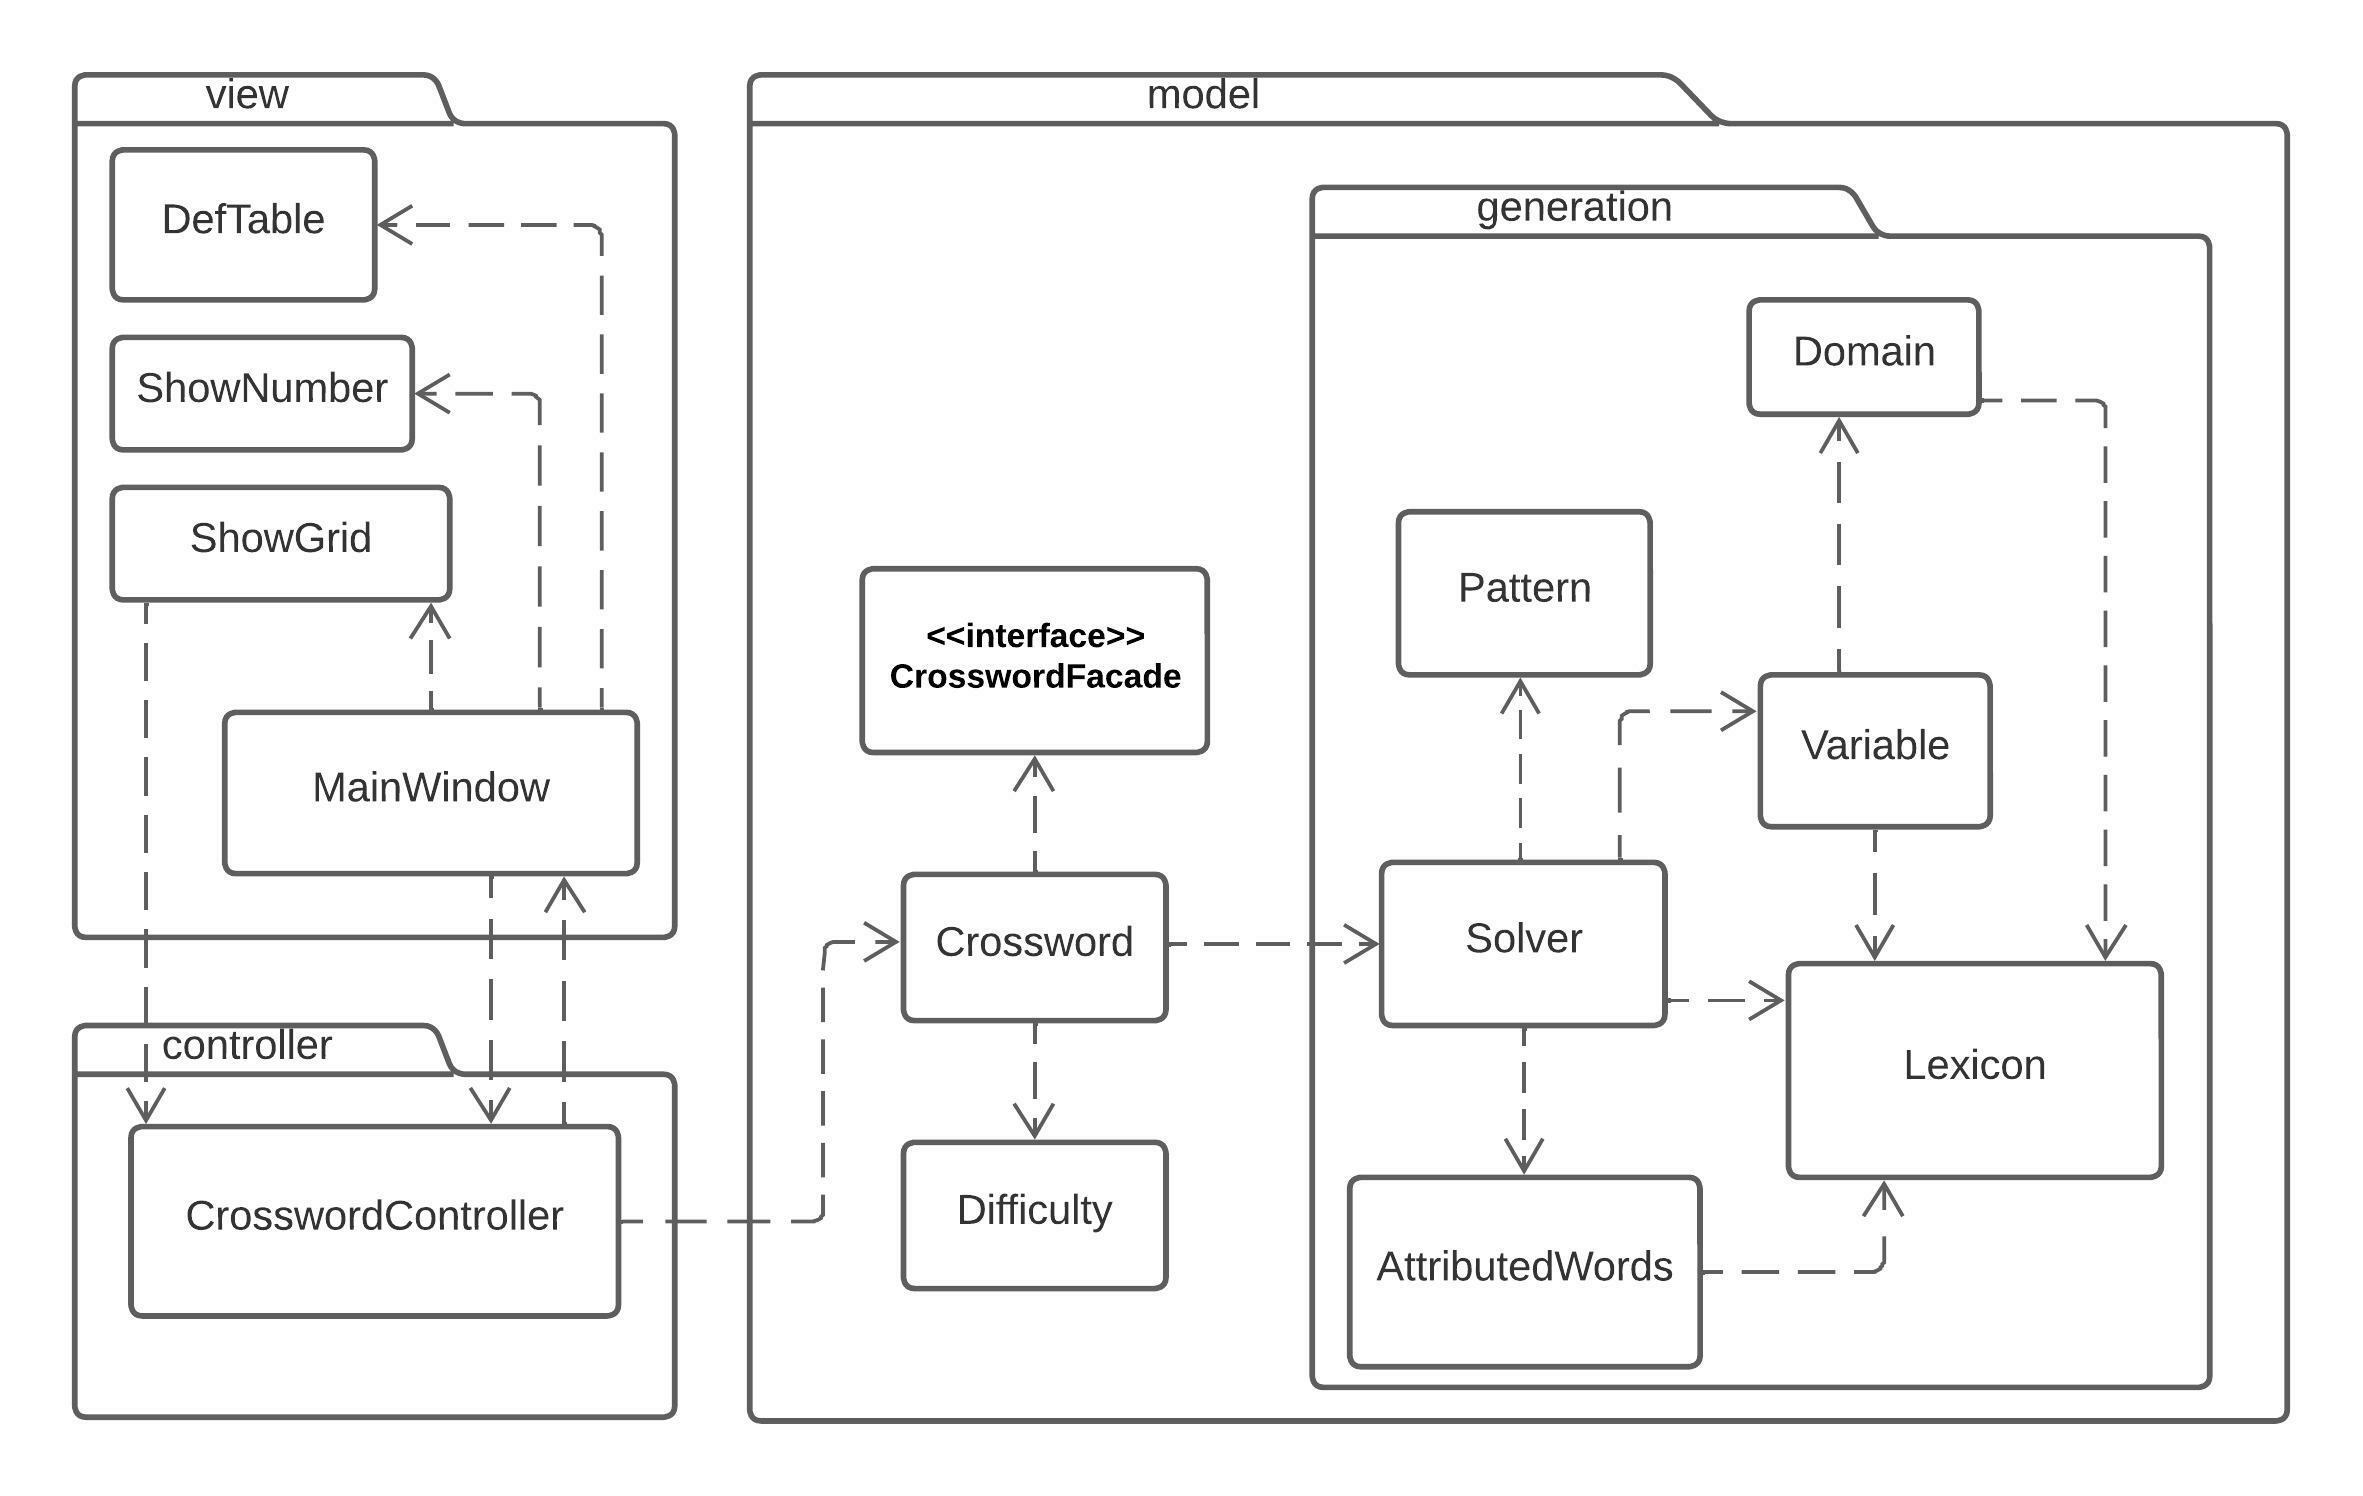 view
DefTable
ShowNumber
ShowGrid
MainWindow
controller
CrosswordController
model
<<interface>>
CrosswordFacade
Crossword
Difficulty
generation
Domain
Pattern
Variable
Solver
Lexicon
AttributedWords